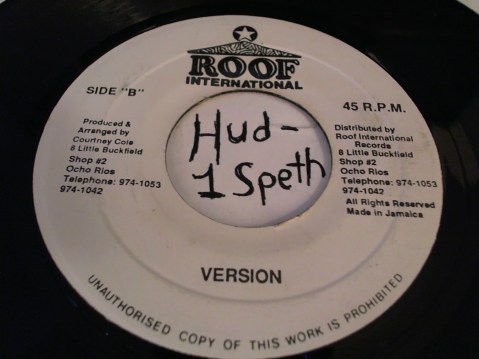 ROOF
INTERNATIONAL
SIDE "B"
45 R.P.M.
Produced &
Arranged by
Courtney Cole
8 Little Buckfield
Shop #2
Ocho Rios
Telephone: 974-1053
974-1042
Hud-
1 Speth
Distributed by
Roof International
Records
8 Little Buckfield
Shop #2
Ocho Rios
Telephone: 974-1053
974-1042
All Rights Reserved
Made in Jamaica
VERSION
UNAUTHORISED COPY OF THIS WORK IS PROHIBITED